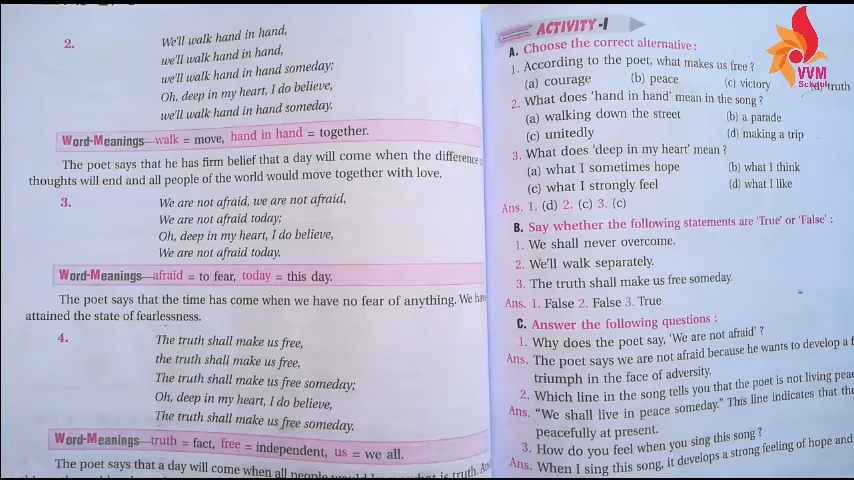 2.
We'll walk hand in hand,
we'll walk hand in hand,
we'll walk hand in hand someday;
Oh, deep in my heart, I do believe,
we'll walk hand in hand someday.
Word-Meanings—walk = move, hand in hand = together.
The poet says that he has firm belief that a day will come when the difference
thoughts will end and all people of the world would move together with love.
3.
We are not afraid, we are not afraid,
We are not afraid today;
Oh, deep in my heart, I do believe,
We are not afraid today.
Word-Meanings—afraid = to fear, today = this day.
The poet says that the time has come when we have no fear of anything. We
attained the state of fearlessness.
4.
The truth shall make us free,
the truth shall make us free,
The truth shall make us free someday;
Oh, deep in my heart, I do believe,
The truth shall make us free someday.
Word-Meanings—truth = fact, free = independent, us = we all.
The poet says that a day will come when all people is truth.
ACTIVITY-I
A. Choose the correct alternative :
1. According to the poet, what makes us free ?
(a) courage (b) peace (c) victory (d) truth
2. What does 'hand in hand' mean in the song ?
(a) walking down the street (b) a parade
(c) unitedly (d) making a trip
3. What does 'deep in my heart' mean ?
(a) what I sometimes hope (b) what I think
(c) what I strongly feel (d) what I like
Ans. 1. (d) 2. (c) 3. (c)
B. Say whether the following statements are 'True' or 'False' :
1. We shall never overcome.
2. We'll walk separately.
3. The truth shall make us free someday.
Ans. 1. False 2. False 3. True
C. Answer the following questions :
1. Why does the poet say, 'We are not afraid' ?
Ans. The poet says we are not afraid because he wants to develop a
triumph in the face of adversity.
2. Which line in the song tells you that the poet is not living
Ans. "We shall live in peace someday." This line indicates that
peacefully at present.
3. How do you feel when you sing this song ?
Ans. When I sing this song, it develops a strong feeling of hope and
VVM
School